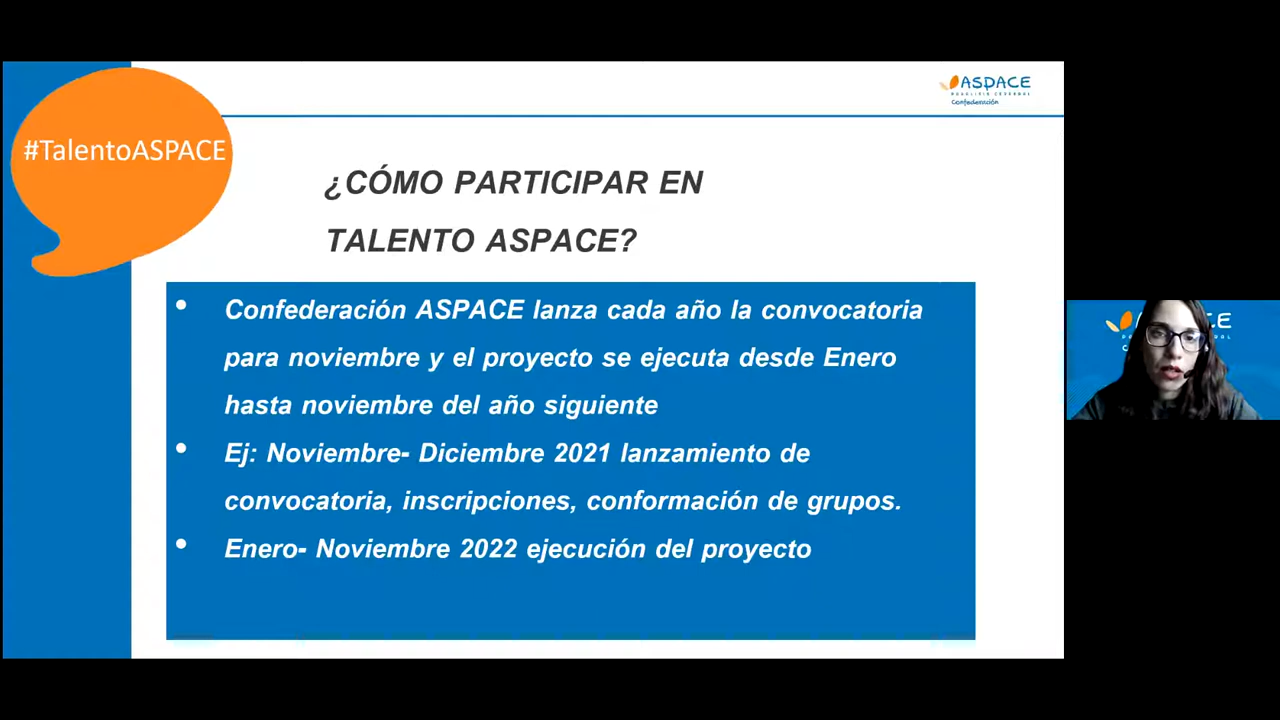 #TalentoASPACE
ASPACE
Confederación
¿CÓMO PARTICIPAR EN
TALENTO ASPACE?
• Confederación ASPACE lanza cada año la convocatoria
para noviembre y el proyecto se ejecuta desde Enero
hasta noviembre del año siguiente
• Ej: Noviembre- Diciembre 2021 lanzamiento de
convocatoria, inscripciones, conformación de grupos.
• Enero- Noviembre 2022 ejecución del proyecto